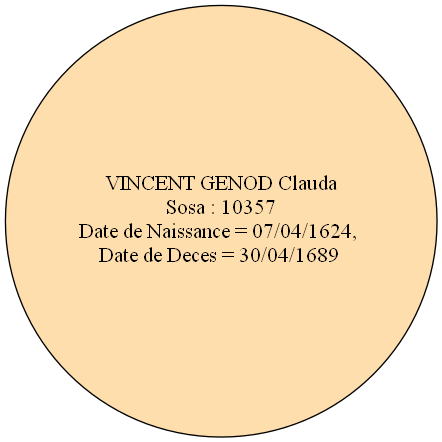 VINCENT GENOD Clauda
Sosa : 10357
Date de Naissance = 07/04/1624,
Date de Deces = 30/04/1689